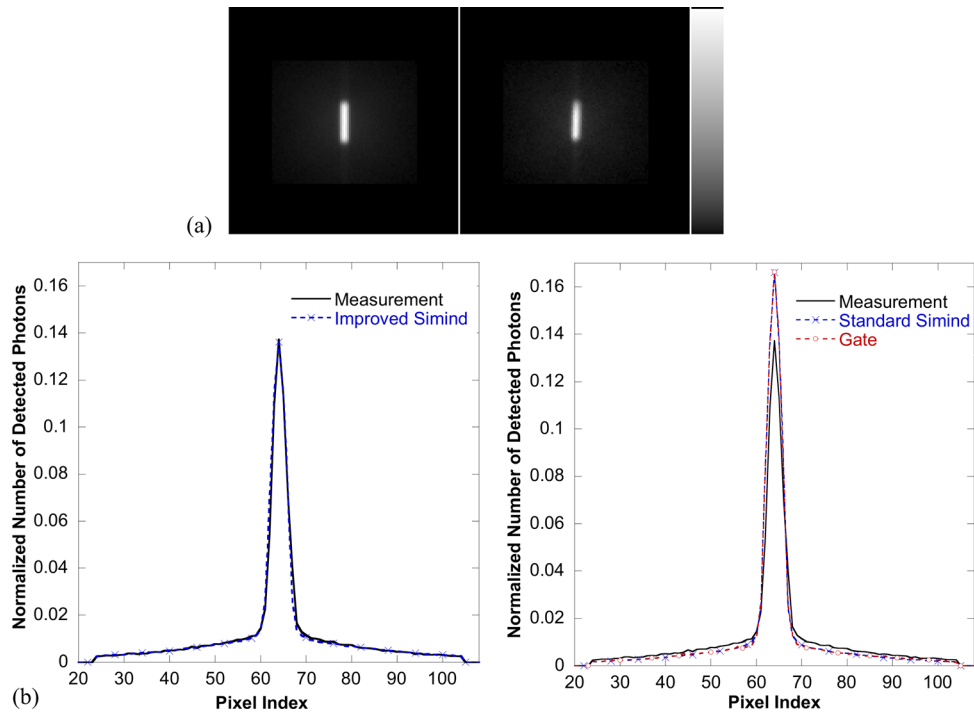 (a)
Normalized Number of Detected Photons
0.16
0.14
0.12
0.1
0.08
0.06
0.04
0.02
0
Measurement
Improved Simind
20 30 40 50 60 70 80 90 100
Pixel Index
(b)
Normalized Number of Detected Photons
0.16
0.14
0.12
0.1
0.08
0.06
0.04
0.02
0
Measurement
Standard Simind
Gate
20 30 40 50 60 70 80 90 100
Pixel Index